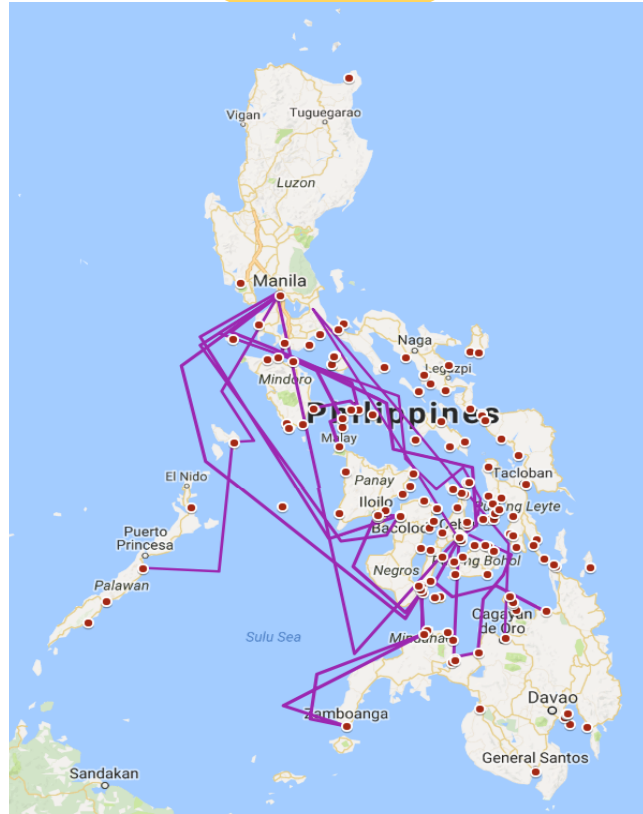 Vigan
Tuguegarao
Luzon
Manila
Naga
Legazpi
Mindoro
Philippines
Malay
Tacloban
Panay
El Nido
Iloilo
Leyte
Bacolod
Puerto
Princesa
Negros
Bohol
Palawan
Cagayan
de Oro
Sulu Sea
Zamboanga
Davao
General Santos
Sandakan